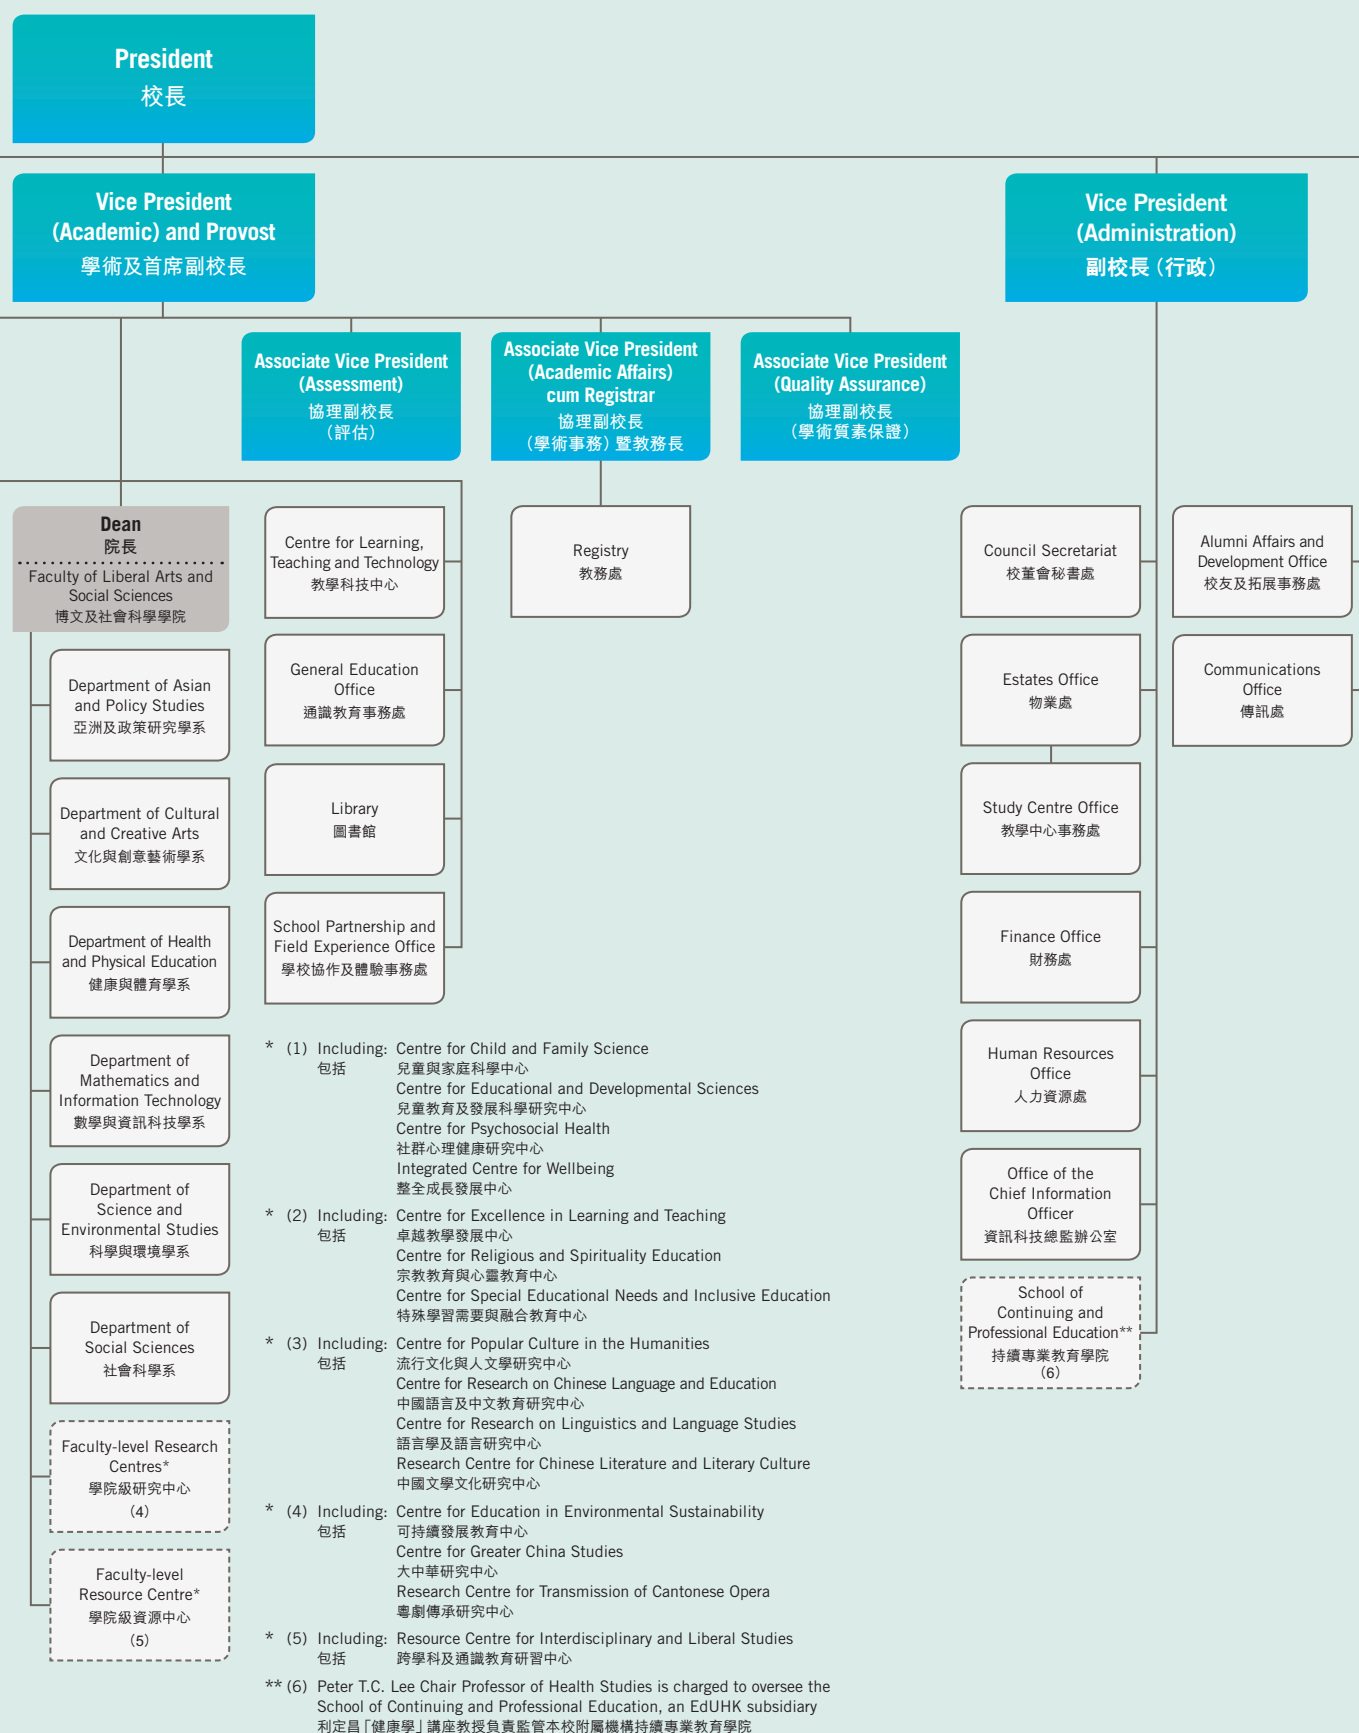 President
校長
Vice President
(Academic) and Provost
學術及首席副校長
Vice President
(Administration)
副校長（行政）
Associate Vice President
(Assessment)
協理副校長
（評估）
Associate Vice President
(Academic Affairs)
cum Registrar
協理副校長
（學術事務）暨教務長
Associate Vice President
(Quality Assurance)
協理副校長
（學術質素保證）
Dean
院長
Faculty of Liberal Arts and
Social Sciences
博文及社會科學學院
Department of Asian
and Policy Studies
亞洲及政策研究學系
Department of Cultural
and Creative Arts
文化與創意藝術學系
Department of Health
and Physical Education
健康與體育學系
Department of
Mathematics and
Information Technology
數學與資訊科技學系
Department of
Science and
Environmental Studies
科學與環境學系
Department of
Social Sciences
社會科學系
Faculty-level Research
Centres*
學院級研究中心
（4）
Faculty-level
Resource Centre*
學院級資源中心
（5）
Centre for Learning,
Teaching and Technology
教學科技中心
General Education
Office
通識教育事務處
Library
圖書館
School Partnership and
Field Experience Office
學校協作及體驗事務處
Registry
教務處
Council Secretariat
校董會秘書處
Estates Office
物業處
Study Centre Office
教學中心事務處
Finance Office
財務處
Human Resources
Office
人力資源處
Office of the
Chief Information
Officer
資訊科技總監辦公室
School of
Continuing and
Professional Education**
持續專業教育學院
（6）
Alumni Affairs and
Development Office
校友及拓展事務處
Communications
Office
傳訊處
* (1) Including: Centre for Child and Family Science
包括 兒童與家庭科學中心
Centre for Educational and Developmental Sciences
兒童教育及發展科學研究中心
Centre for Psychosocial Health
社群心理健康研究中心
Integrated Centre for Wellbeing
整全成長發展中心
* (2) Including: Centre for Excellence in Learning and Teaching
包括 卓越教學發展中心
Centre for Religious and Spirituality Education
宗教教育與心靈教育中心
Centre for Special Educational Needs and Inclusive Education
特殊學習需要與融合教育中心
* (3) Including: Centre for Popular Culture in the Humanities
包括 流行文化與人文學研究中心
Centre for Research on Chinese Language and Education
中國語言及中文教育研究中心
Centre for Research on Linguistics and Language Studies
語言學及語言研究中心
Research Centre for Chinese Literature and Literary Culture
中國文學文化研究中心
* (4) Including: Centre for Education in Environmental Sustainability
包括 可持續發展教育中心
Centre for Greater China Studies
大中華研究中心
Research Centre for Transmission of Cantonese Opera
粵劇傳承研究中心
* (5) Including: Resource Centre for Interdisciplinary and Liberal Studies
包括 跨學科及通識教育研習中心
** (6) Peter T.C. Lee Chair Professor of Health Studies is charged to oversee the
School of Continuing and Professional Education, an EdUHK subsidiary
利定昌「健康學」講座教授負責監管本校附屬機構持續專業教育學院